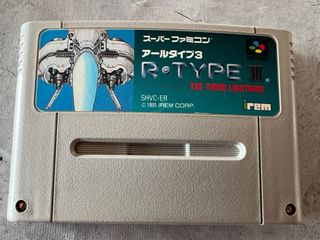 スーパーファミコン
アールタイプ3
R·TYPE III
THE THIRD LIGHTNING
SHVC-ER
© 1993 IREM CORP.
irem